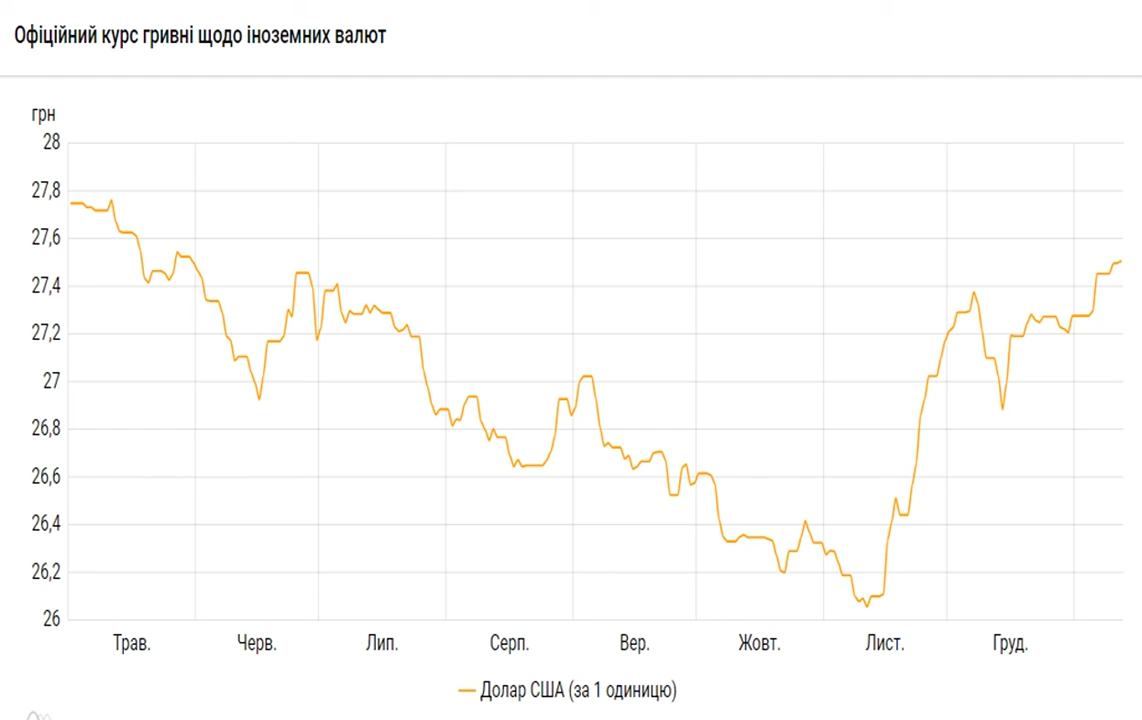 Офіційний курс гривні щодо іноземних валют
грн
28
27,8
27,6
27,4
27,2
27
26,8
26,6
26,4
26,2
26
Трав. Черв. Лип. Серп. Вер. Жовт. Лист. Груд.
Долар США (за 1 одиницю)